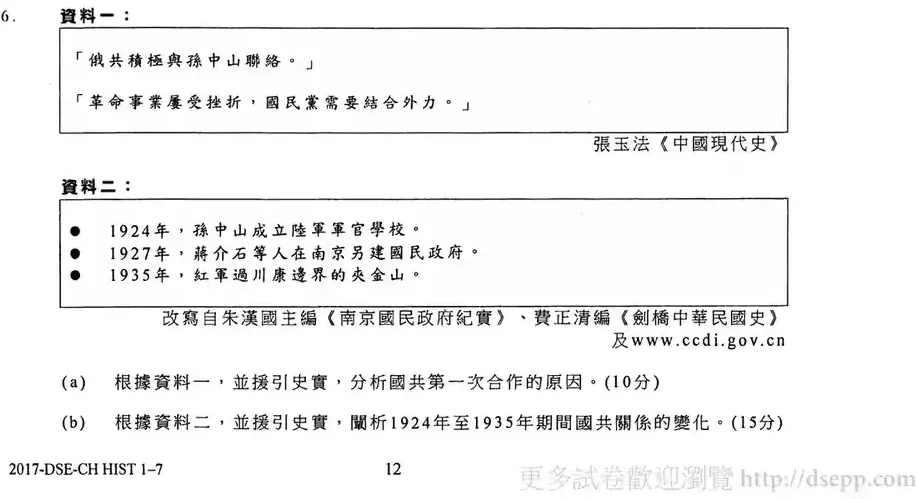 6. 資料一：
「俄共積極與孫中山聯絡。」
「革命事業屢受挫折，國民黨需要結合外力。」
張玉法《中國現代史》
資料二：
● 1924年，孫中山成立陸軍軍官學校。
● 1927年，蔣介石等人在南京另建國民政府。
● 1935年，紅軍過川康邊界的夾金山。
改寫自朱漢國主編《南京國民政府紀實》、費正清編《劍橋中華民國史》
及www.ccdi.gov.cn
(a) 根據資料一，並援引史實，分析國共第一次合作的原因。(10分)
(b) 根據資料二，並援引史實，闡析1924年至1935年期間國共關係的變化。(15分)
2017-DSE-CH HIST 1–7 12 更多試卷歡迎瀏覽 http://dsepp.com